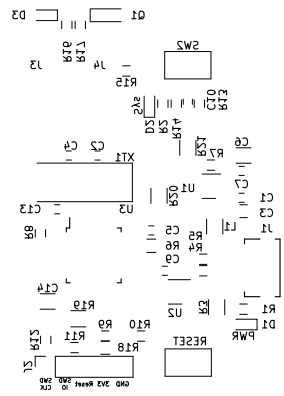 D3 Q1
R16 R17
SW2
J3 J4
R15
Sys D2 R2 R14 C10 R13
R21
C4 C2
C6
R7
XT1
U1
R20
C7
C1
C13 U3
C3
R8
C5
R5
L1
J1
R6 R4
C9
C14
R19
U2
R3
R1
R9 R10
D1
R12 R11
PWR
R18
RESET
J2
SWD CLK SWD IO Reset 3V3 GND